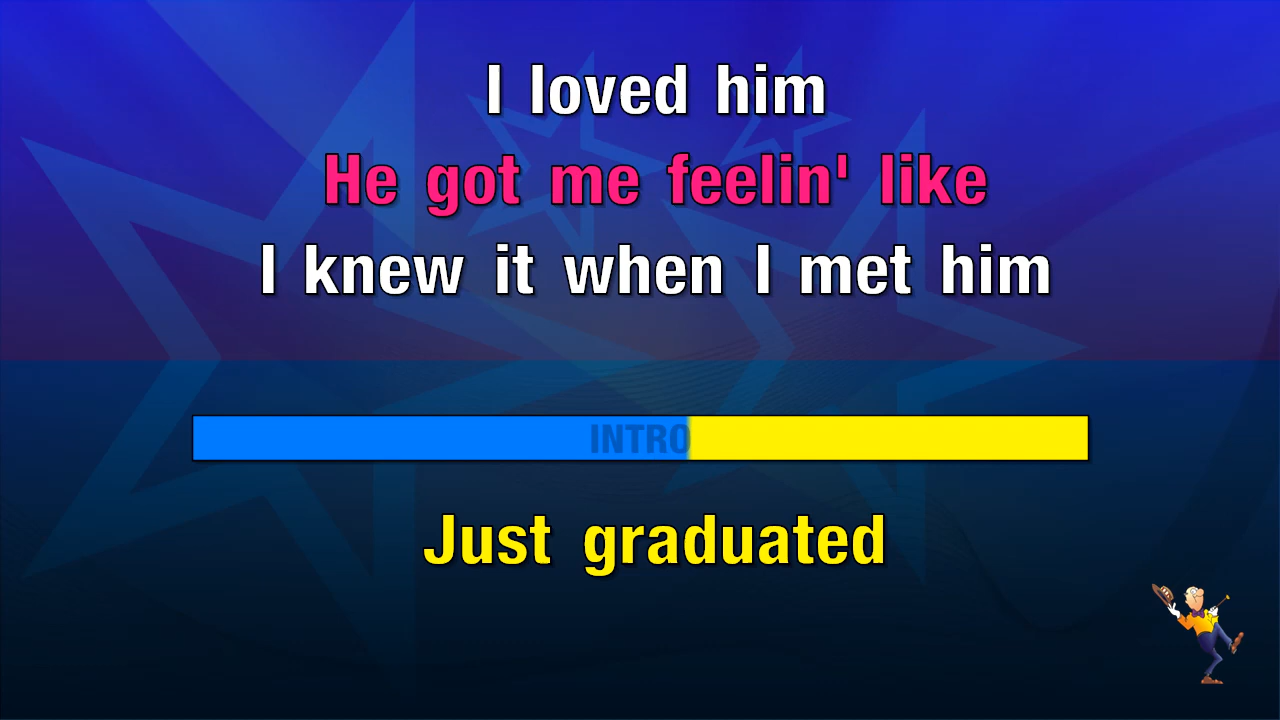 I loved him
He got me feelin' like
I knew it when I met him
INTRO
Just graduated